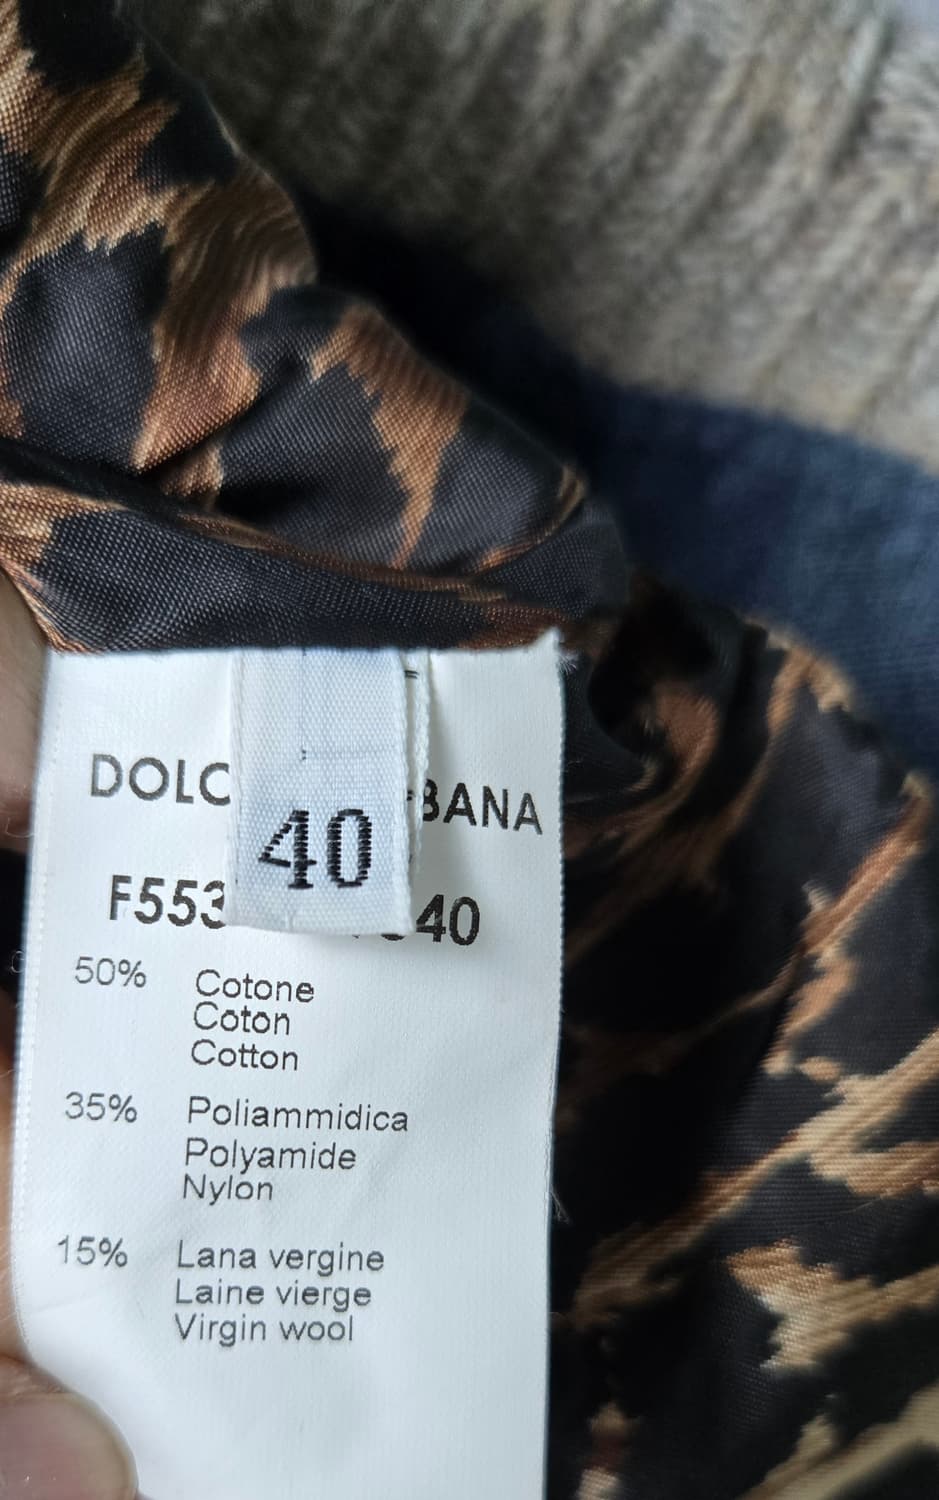 DOLC BANA
40
F553 40
50% Cotone
Coton
Cotton
35% Poliammidica
Polyamide
Nylon
15% Lana vergine
Laine vierge
Virgin wool